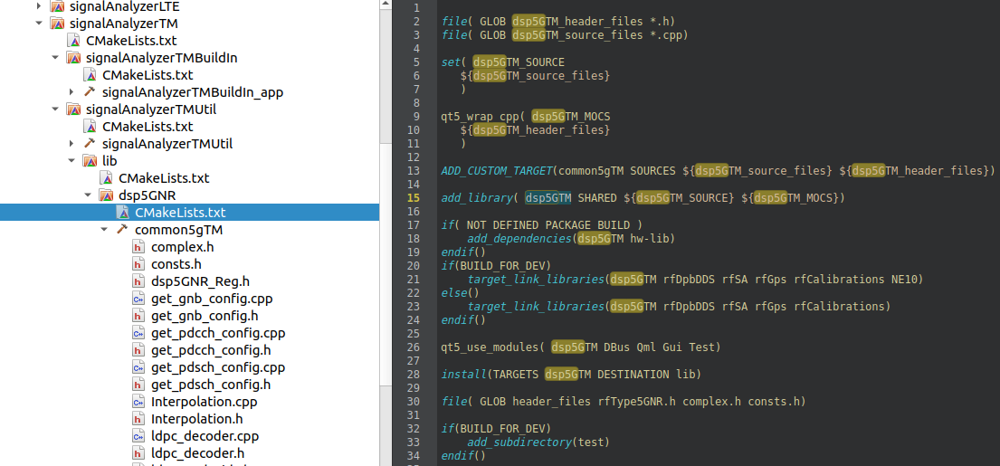 signalAnalyzerLTE
signalAnalyzerTM
CMakeLists.txt
signalAnalyzerTMBuildIn
CMakeLists.txt
signalAnalyzerTMBuildIn_app
signalAnalyzerTMUtil
CMakeLists.txt
signalAnalyzerTMUtil
lib
CMakeLists.txt
dsp5GNR
CMakeLists.txt
common5gTM
complex.h
consts.h
dsp5GNR_Reg.h
get_gnb_config.cpp
get_gnb_config.h
get_pdcch_config.cpp
get_pdcch_config.h
get_pdsch_config.cpp
get_pdsch_config.h
Interpolation.cpp
Interpolation.h
ldpc_decoder.cpp
ldpc_decoder.h
1
2 file( GLOB dsp5GTM_header_files *.h)
3 file( GLOB dsp5GTM_source_files *.cpp)
4
5 set( dsp5GTM_SOURCE
6 ${dsp5GTM_source_files}
7 )
8
9 qt5_wrap_cpp( dsp5GTM_MOCS
10 ${dsp5GTM_header_files}
11 )
12
13 ADD_CUSTOM_TARGET(common5gTM SOURCES ${dsp5GTM_source_files} ${dsp5GTM_header_files})
14
15 add_library( dsp5GTM SHARED ${dsp5GTM_SOURCE} ${dsp5GTM_MOCS})
16
17 if( NOT DEFINED PACKAGE_BUILD )
18 add_dependencies(dsp5GTM hw-lib)
19 endif()
20 if(BUILD_FOR_DEV)
21 target_link_libraries(dsp5GTM rfDpbDDS rfSA rfGps rfCalibrations NE10)
22 else()
23 target_link_libraries(dsp5GTM rfDpbDDS rfSA rfGps rfCalibrations)
24 endif()
25
26 qt5_use_modules( dsp5GTM DBus Qml Gui Test)
27
28 install(TARGETS dsp5GTM DESTINATION lib)
29
30 file( GLOB header_files rfType5GNR.h complex.h consts.h)
31
32 if(BUILD_FOR_DEV)
33 add_subdirectory(test)
34 endif()